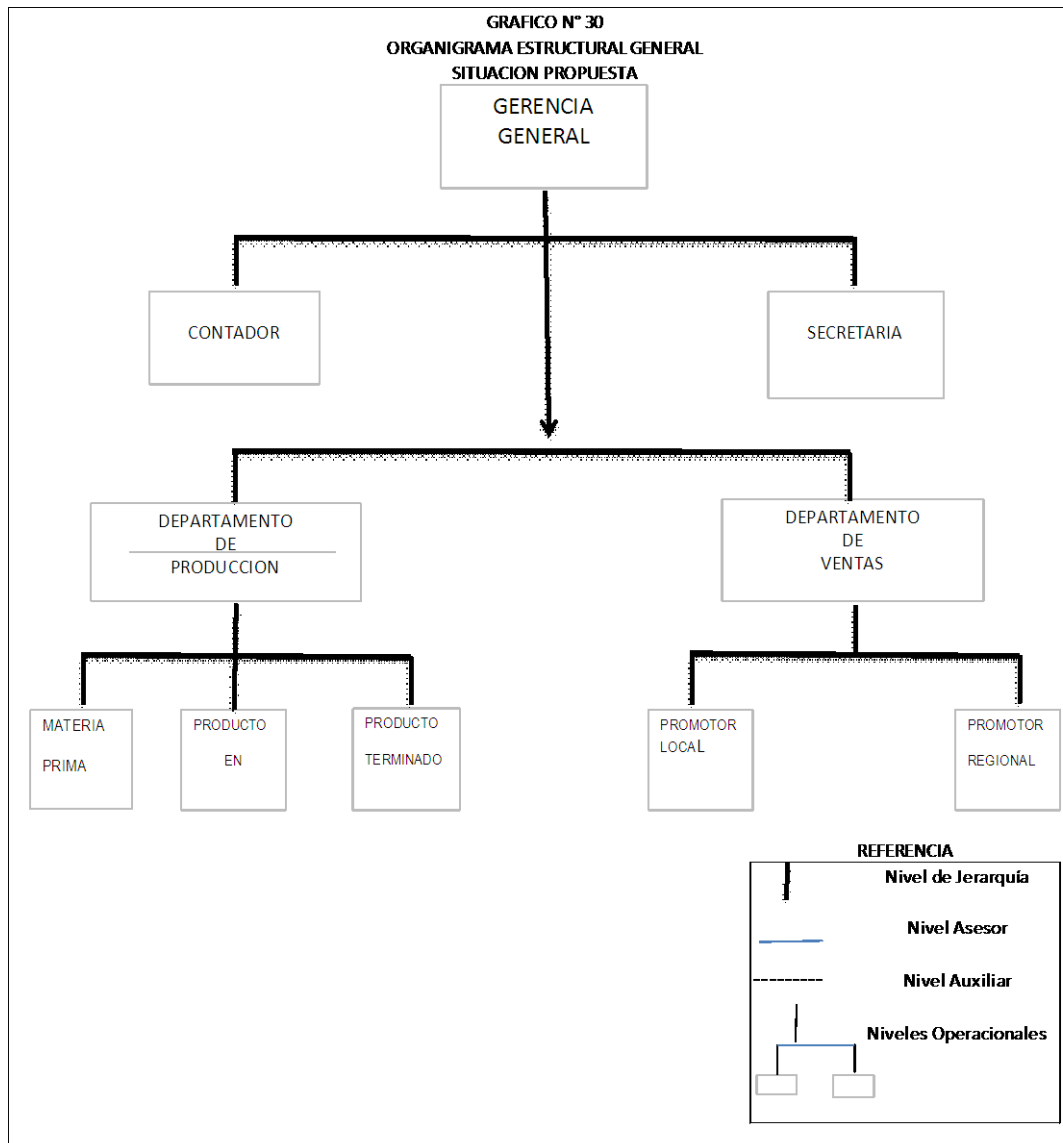 GRAFICO N° 30
ORGANIGRAMA ESTRUCTURAL GENERAL
SITUACION PROPUESTA
GERENCIA
GENERAL
CONTADOR
SECRETARIA
DEPARTAMENTO
DE
PRODUCCION
DEPARTAMENTO
DE
VENTAS
MATERIA
PRIMA
PRODUCTO
EN
PRODUCTO
TERMINADO
PROMOTOR
LOCAL
PROMOTOR
REGIONAL
REFERENCIA
Nivel de Jerarquía
Nivel Asesor
Nivel Auxiliar
Niveles Operacionales